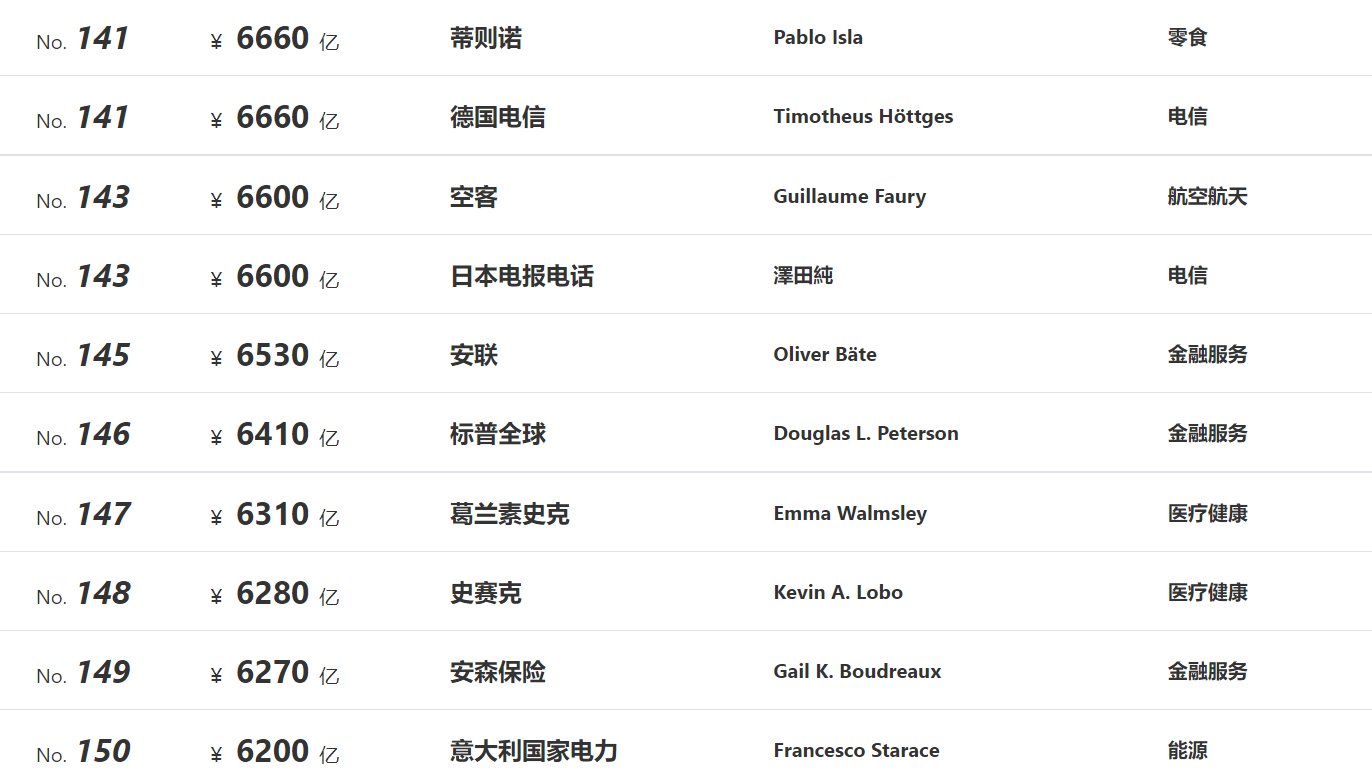 No. 141 ¥ 6660 亿 蒂则诺 Pablo Isla 零食
No. 141 ¥ 6660 亿 德国电信 Timotheus Höttges 电信
No. 143 ¥ 6600 亿 空客 Guillaume Faury 航空航天
No. 143 ¥ 6600 亿 日本电报电话 澤田純 电信
No. 145 ¥ 6530 亿 安联 Oliver Bäte 金融服务
No. 146 ¥ 6410 亿 标普全球 Douglas L. Peterson 金融服务
No. 147 ¥ 6310 亿 葛兰素史克 Emma Walmsley 医疗健康
No. 148 ¥ 6280 亿 史赛克 Kevin A. Lobo 医疗健康
No. 149 ¥ 6270 亿 安森保险 Gail K. Boudreaux 金融服务
No. 150 ¥ 6200 亿 意大利国家电力 Francesco Starace 能源